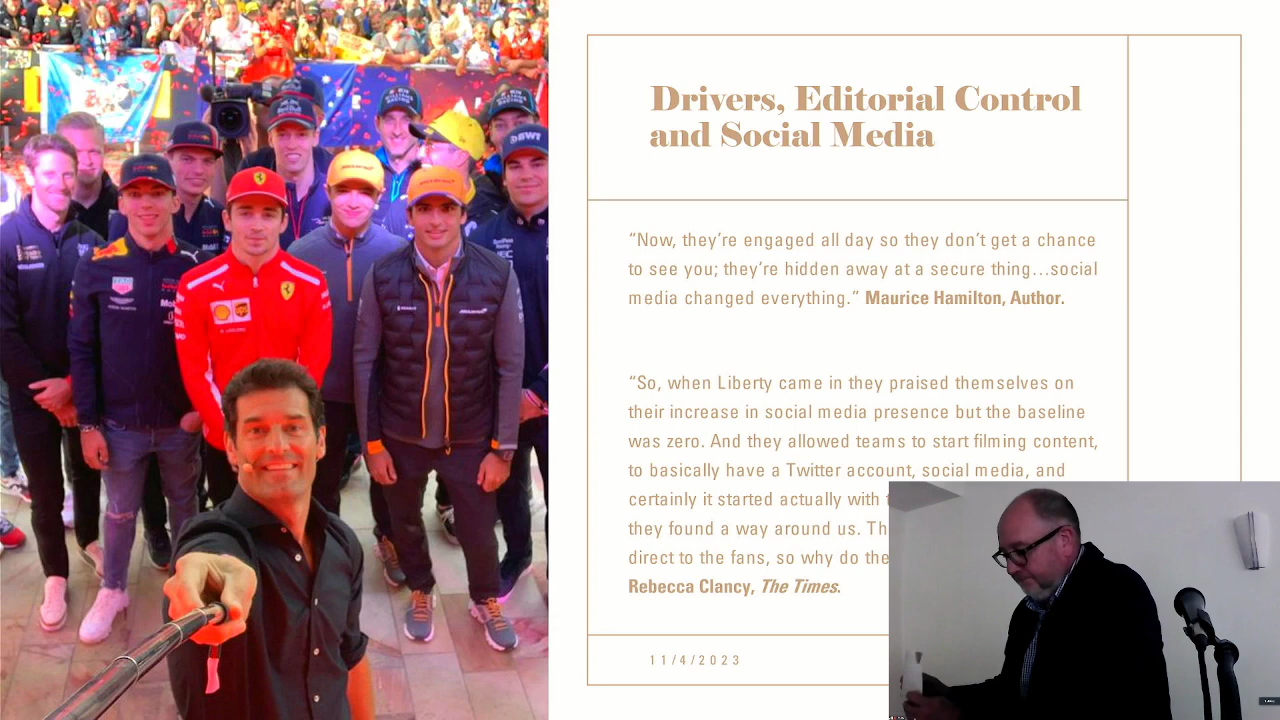 Drivers, Editorial Control
and Social Media
“Now, they’re engaged all day so they don’t get a chance
to see you; they’re hidden away at a secure thing…social
media changed everything.” Maurice Hamilton, Author.
“So, when Liberty came in they praised themselves on
their increase in social media presence but the baseline
was zero. And they allowed teams to start filming content,
to basically have a Twitter account, social media, and
certainly it started actually with
they found a way around us. Th
direct to the fans, so why do the
Rebecca Clancy, The Times.
11/4/2023